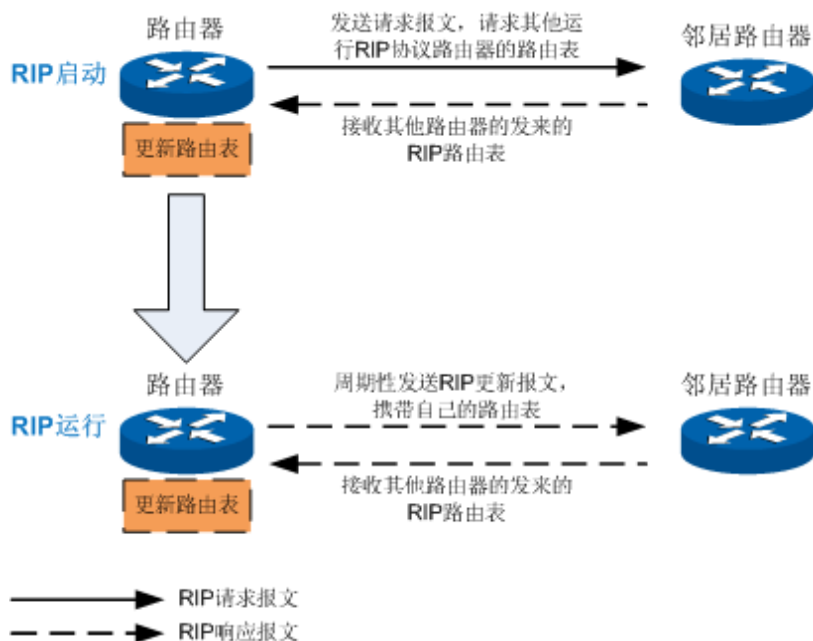 路由器
发送请求报文，请求其他运
行RIP协议路由器的路由表
邻居路由器
RIP启动
接收其他路由器的发来的
RIP路由表
更新路由表
路由器
周期性发送RIP更新报文，
携带自己的路由表
邻居路由器
RIP运行
接收其他路由器的发来的
RIP路由表
更新路由表
RIP请求报文
RIP响应报文